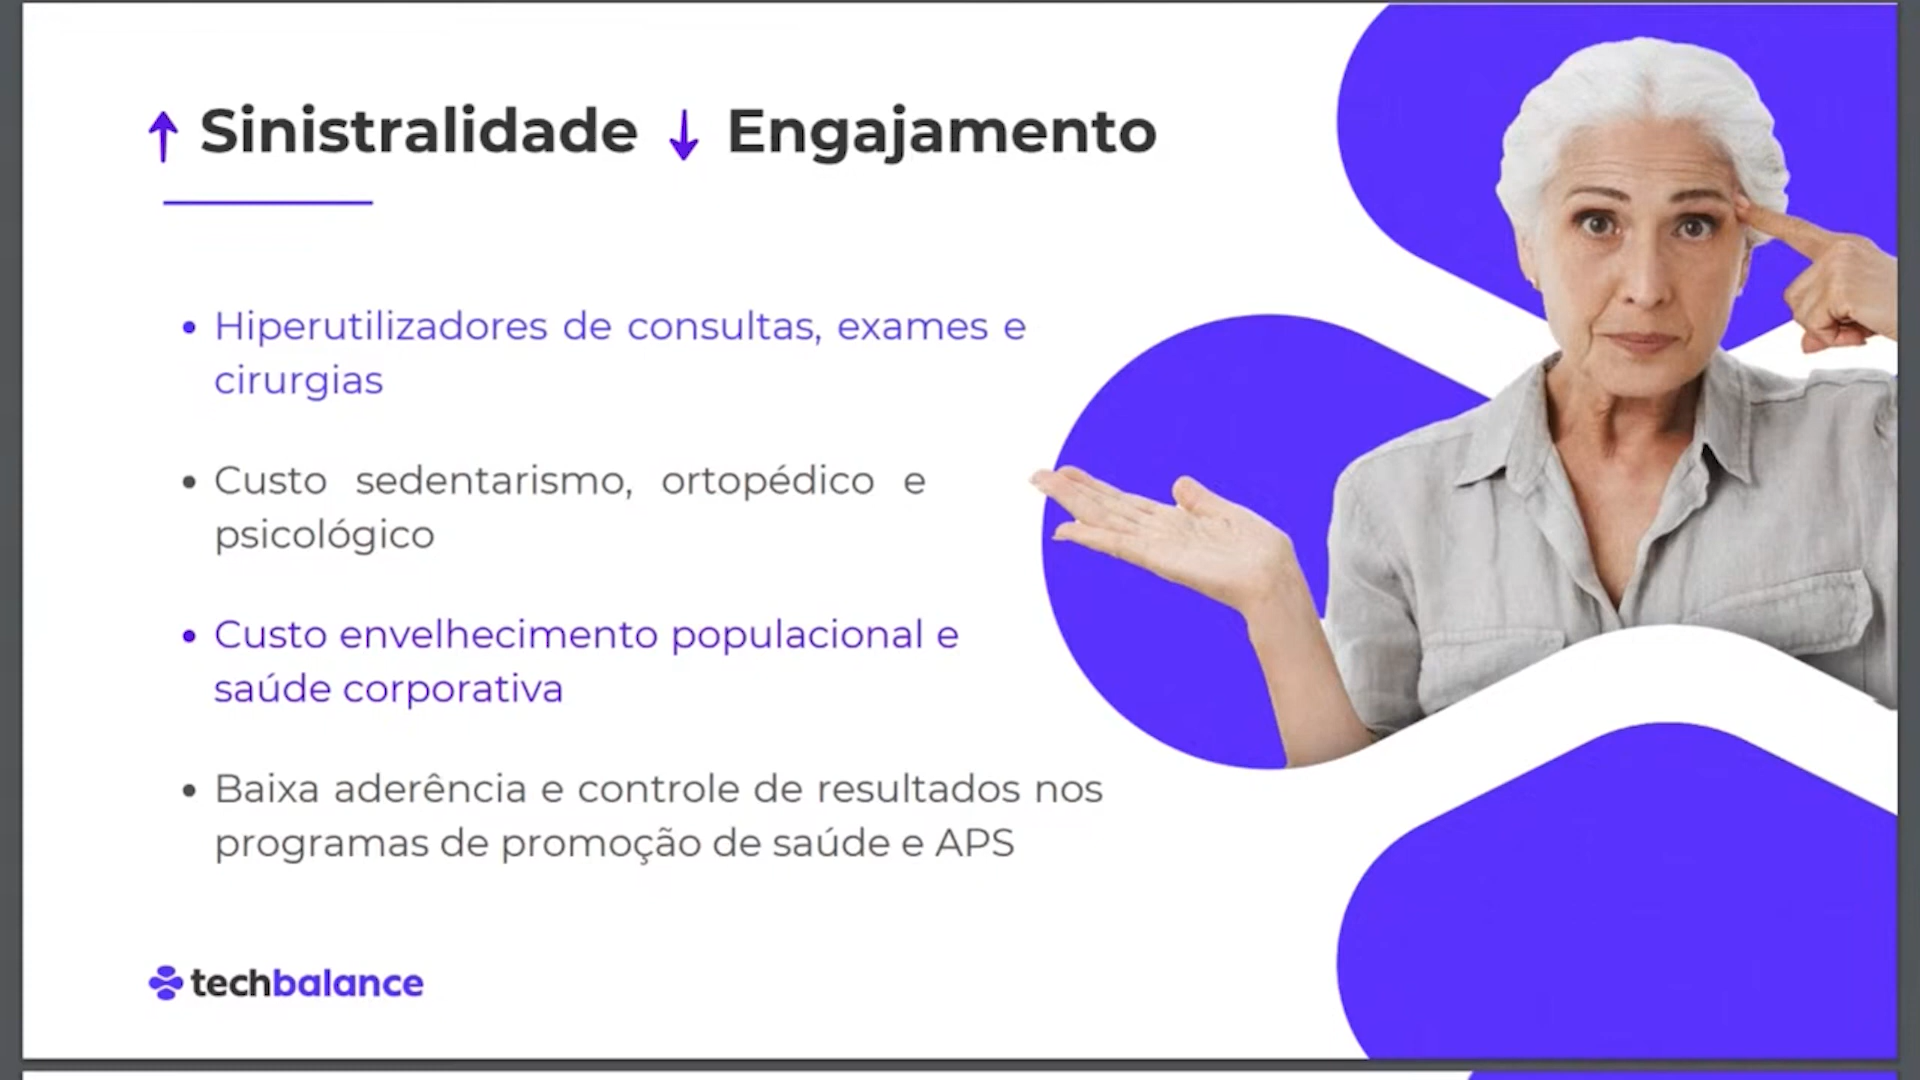 ↑ Sinistralidade ↓ Engajamento
• Hiperutilizadores de consultas, exames e
cirurgias
• Custo sedentarismo, ortopédico e
psicológico
• Custo envelhecimento populacional e
saúde corporativa
• Baixa aderência e controle de resultados nos
programas de promoção de saúde e APS
techbalance